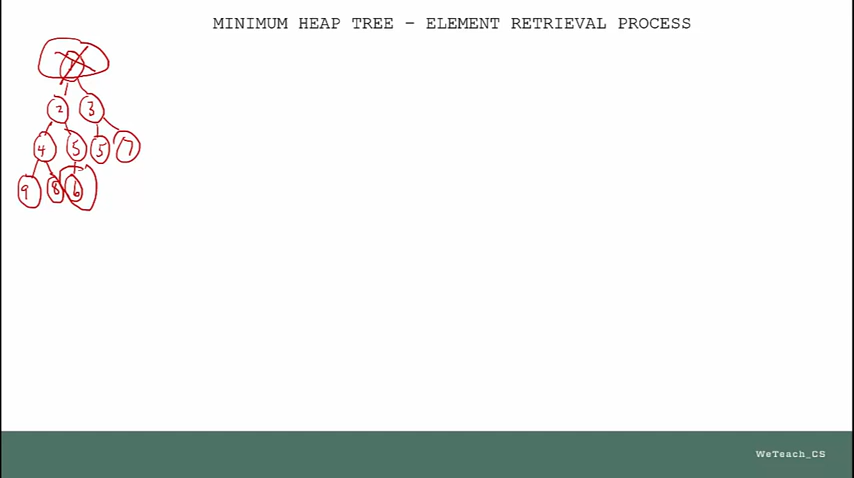 MINIMUM HEAP TREE - ELEMENT RETRIEVAL PROCESS
2 3
4 5 5 7
9 8 6
WeTeach_CS